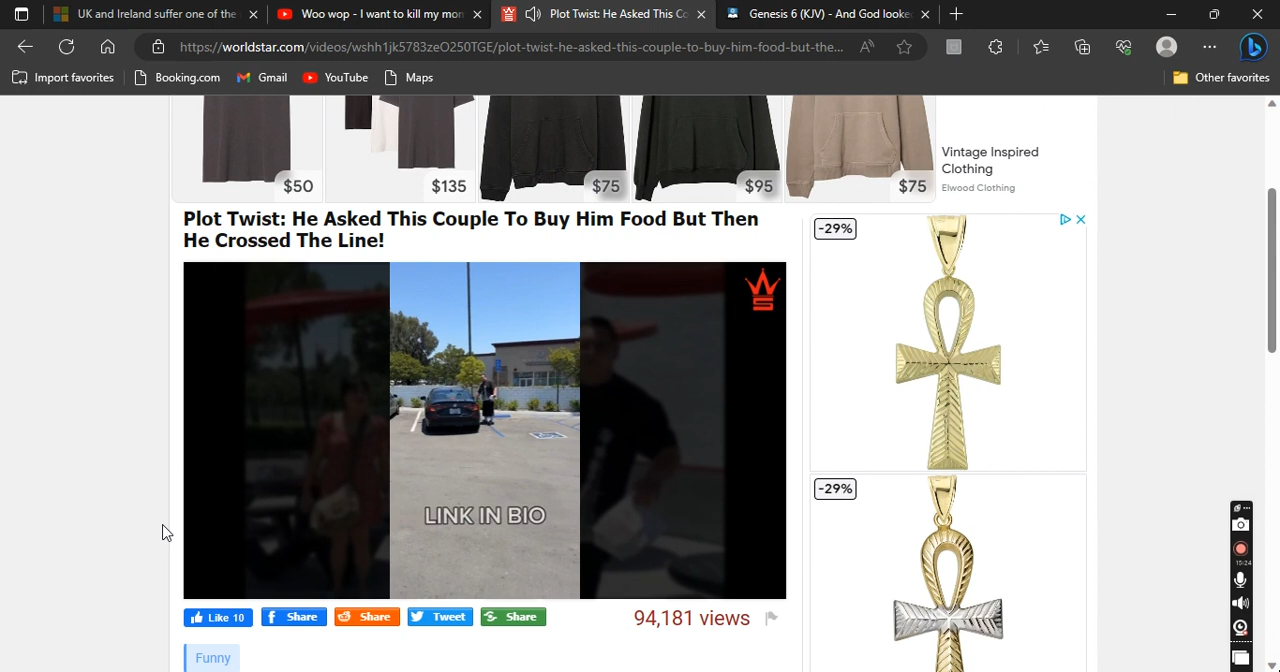 UK and Ireland suffer one of the
Woo wop - I want to kill my mon
Plot Twist: He Asked This Co
Genesis 6 (KJV) - And God looke
https://worldstar.com/videos/wshh1jk5783zeO250TGE/plot-twist-he-asked-this-couple-to-buy-him-food-but-the...
Import favorites
Booking.com
Gmail
YouTube
Maps
Other favorites
$50
$135
$75
$95
$75
Vintage Inspired
Clothing
Elwood Clothing
Plot Twist: He Asked This Couple To Buy Him Food But Then
He Crossed The Line!
-29%
LINK IN BIO
-29%
15:24
Like 10
Share
Share
Tweet
Share
94,181 views
Funny